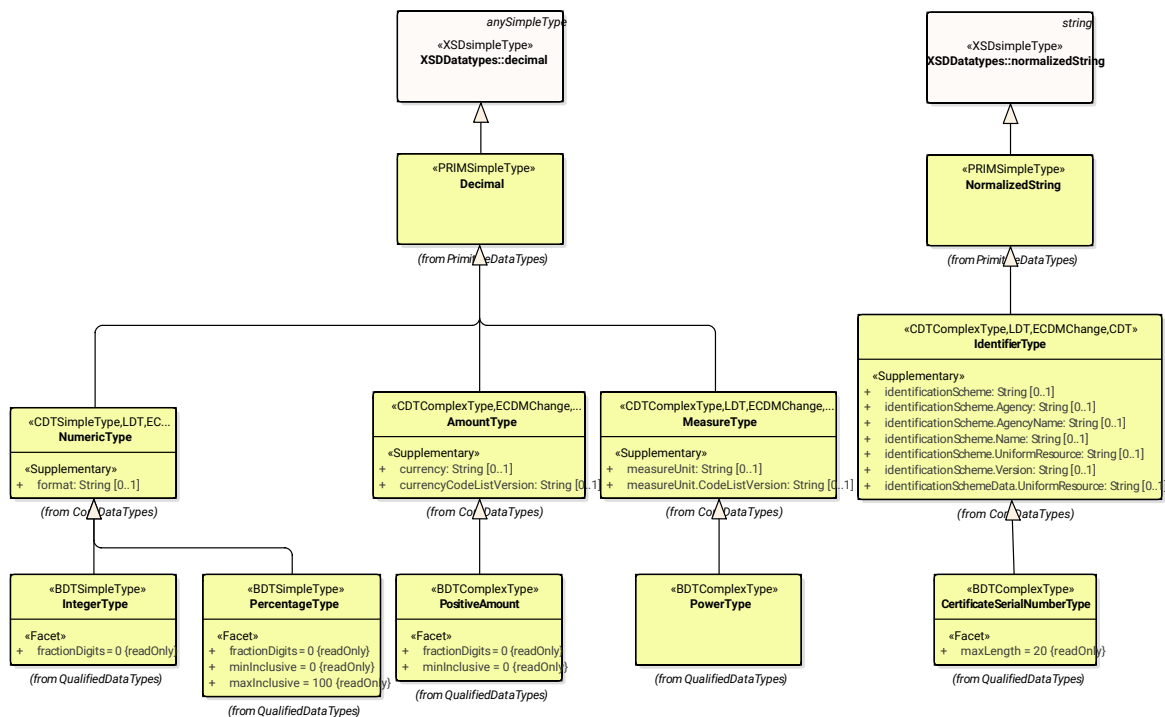 anySimpleType
«XSDsimpleType»
XSDDatatypes::decimal
string
«XSDsimpleType»
XSDDatatypes::normalizedString
«PRIMSimpleType»
Decimal
(from PrimitiveDataTypes)
«PRIMSimpleType»
NormalizedString
(from PrimitiveDataTypes)
«CDTSimpleType,LDT,EC...
NumericType
«Supplementary»
+ format: String [0..1]
(from CoreDataTypes)
«CDTComplexType,ECDMChange,...
AmountType
«Supplementary»
+ currency: String [0..1]
+ currencyCodeListVersion: String [0..1]
(from CoreDataTypes)
«CDTComplexType,LDT,ECDMChange,...
MeasureType
«Supplementary»
+ measureUnit: String [0..1]
+ measureUnit.CodeListVersion: String [0..1]
(from CoreDataTypes)
«CDTComplexType,LDT,ECDMChange,CDT»
IdentifierType
«Supplementary»
+ identificationScheme: String [0..1]
+ identificationScheme.Agency: String [0..1]
+ identificationScheme.AgencyName: String [0..1]
+ identificationScheme.Name: String [0..1]
+ identificationScheme.UniformResource: String [0..1]
+ identificationScheme.Version: String [0..1]
+ identificationSchemeData.UniformResource: String [0..1]
(from CoreDataTypes)
«BDTSimpleType»
IntegerType
«Facet»
+ fractionDigits = 0 {readOnly}
(from QualifiedDataTypes)
«BDTSimpleType»
PercentageType
«Facet»
+ fractionDigits = 0 {readOnly}
+ minInclusive = 0 {readOnly}
+ maxInclusive = 100 {readOnly}
(from QualifiedDataTypes)
«BDTComplexType»
PositiveAmount
«Facet»
+ fractionDigits = 0 {readOnly}
+ minInclusive = 0 {readOnly}
(from QualifiedDataTypes)
«BDTComplexType»
PowerType
(from QualifiedDataTypes)
«BDTComplexType»
CertificateSerialNumberType
«Facet»
+ maxLength = 20 {readOnly}
(from QualifiedDataTypes)